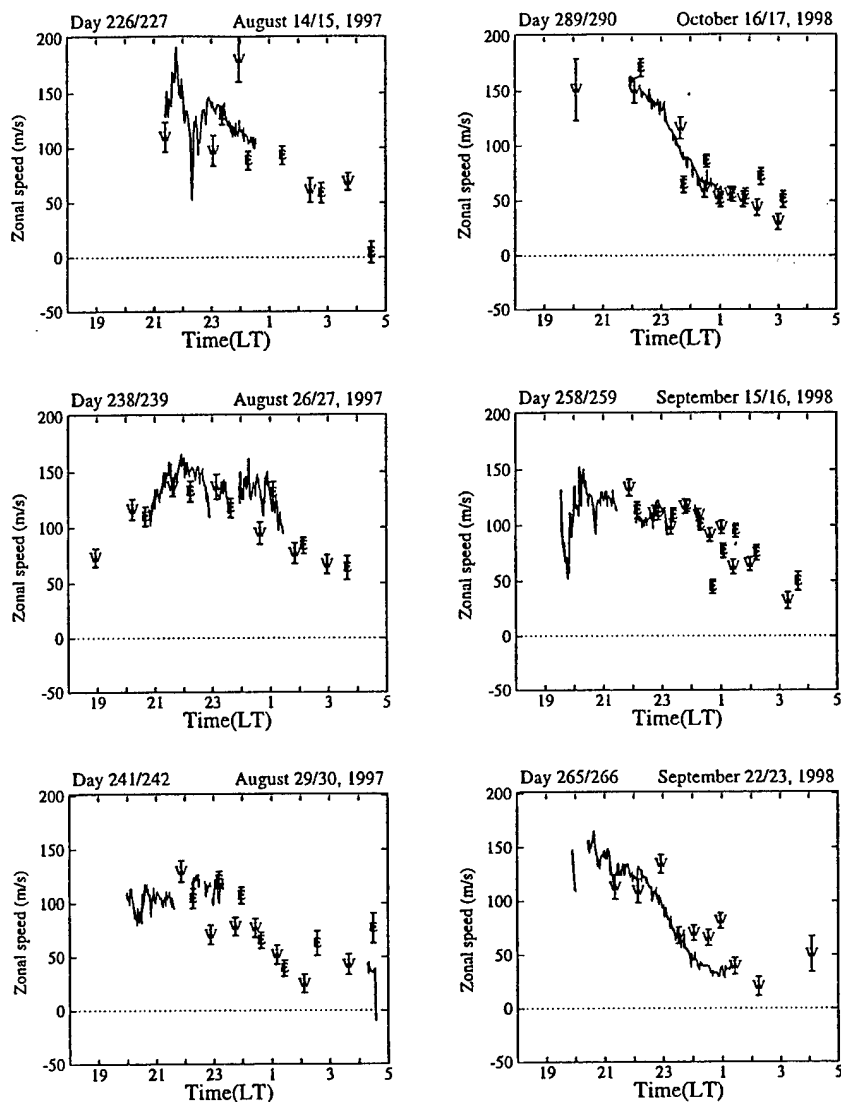 Day 226/227 August 14/15, 1997
200
150
100
50
0
-50
Zonal speed (m/s)
19 21 23 1 3 5
Time(LT)
W E W W E E W E W E
Day 289/290 October 16/17, 1998
200
150
100
50
0
-50
Zonal speed (m/s)
19 21 23 1 3 5
Time(LT)
Day 238/239 August 26/27, 1997
200
150
100
50
0
-50
Zonal speed (m/s)
19 21 23 1 3 5
Time(LT)
Day 258/259 September 15/16, 1998
200
150
100
50
0
-50
Zonal speed (m/s)
19 21 23 1 3 5
Time(LT)
Day 241/242 August 29/30, 1997
200
150
100
50
0
-50
Zonal speed (m/s)
19 21 23 1 3 5
Time(LT)
Day 265/266 September 22/23, 1998
200
150
100
50
0
-50
Zonal speed (m/s)
19 21 23 1 3 5
Time(LT)